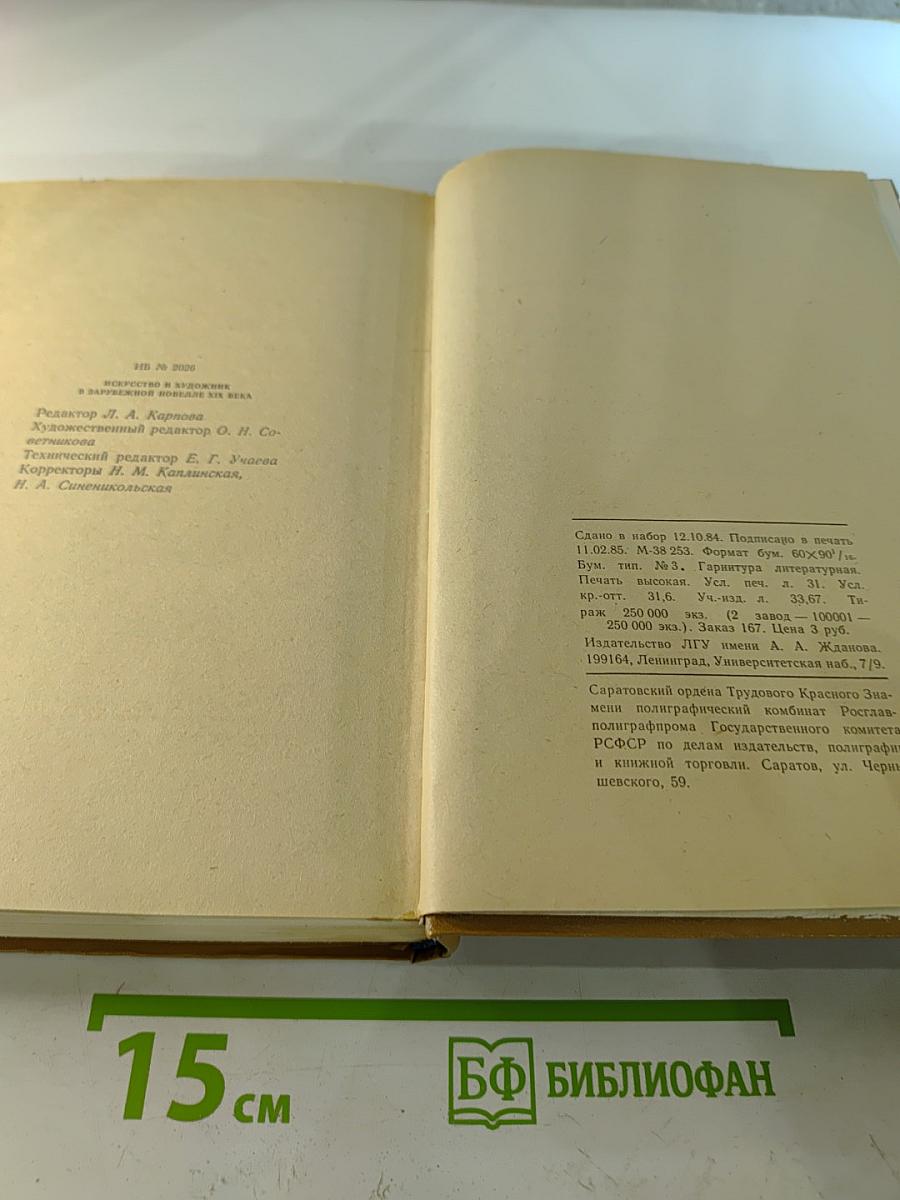 ИБ № 2026
ИСКУССТВО И ХУДОЖНИК
В ЗАРУБЕЖНОЙ НОВЕЛЛЕ XIX ВЕКА
Редактор Л. А. Карпова
Художественный редактор О. Н. Со-
ветникова
Технический редактор Е. Г. Учаева
Корректоры Н. М. Каплинская,
Н. А. Синеникольская
Сдано в набор 12.10.84. Подписано в печать
11.02.85. М-38 253. Формат бум. 60×90¹/₁₆.
Бум. тип. № 3. Гарнитура литературная.
Печать высокая. Усл. печ. л. 31. Усл.
кр.-отт. 31,6. Уч.-изд. л. 33,67. Ти-
раж 250 000 экз. (2 завод — 100001 —
250 000 экз.). Заказ 167. Цена 3 руб.
Издательство ЛГУ имени А. А. Жданова.
199164, Ленинград, Университетская наб., 7/9.
Саратовский ордена Трудового Красного Зна-
мени полиграфический комбинат Росглав-
полиграфпрома Государственного комитета
РСФСР по делам издательств, полиграфии
и книжной торговли. Саратов, ул. Черны-
шевского, 59.
15 см
БФ БИБЛИОФАН